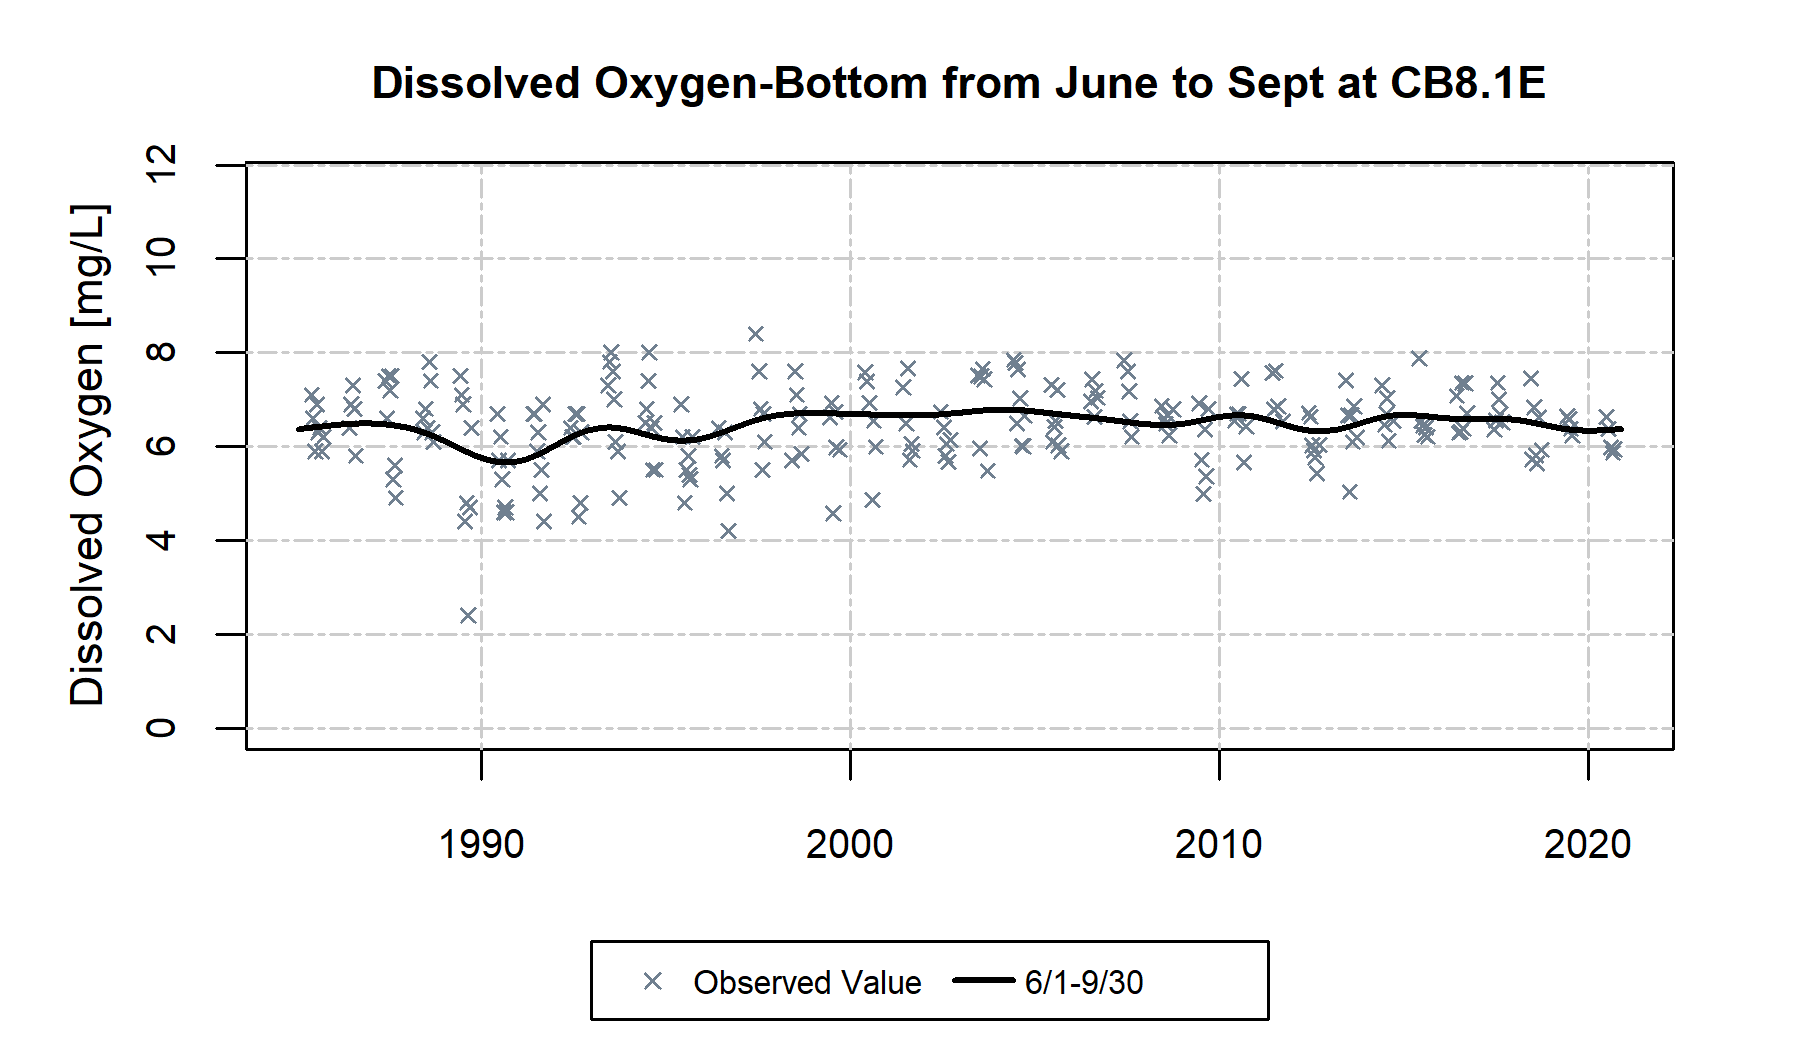 Dissolved Oxygen-Bottom from June to Sept at CB8.1E
Dissolved Oxygen [mg/L]
12
10
8
6
4
2
0
1990 2000 2010 2020
Observed Value 6/1-9/30